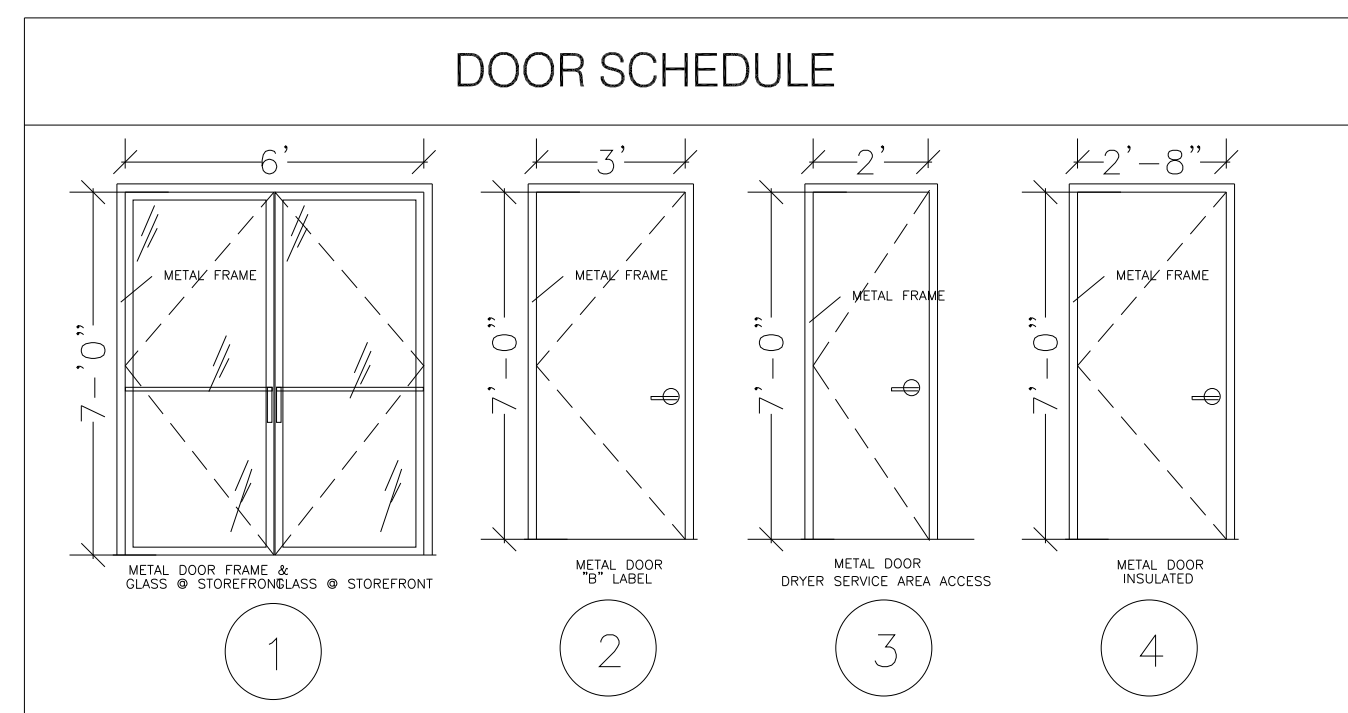 DOOR SCHEDULE
6'
7-'0"
METAL FRAME
METAL DOOR FRAME &
GLASS @ STOREFRONT
GLASS @ STOREFRONT
1
3'
7'-0"
METAL FRAME
METAL DOOR
"B" LABEL
2
2'
7'-0"
METAL FRAME
METAL DOOR
DRYER SERVICE AREA ACCESS
3
2'-8"
7'-0"
METAL FRAME
METAL DOOR
INSULATED
4